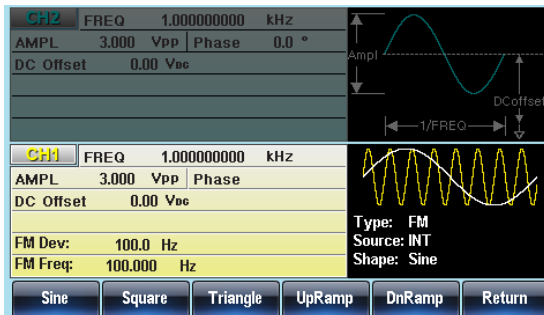 CH2 FREQ 1.000000000 kHz
AMPL 3.000 Vpp Phase 0.0 °
DC Offset 0.00 VDC
Ampl
DCoffset
1/FREQ
CH1 FREQ 1.000000000 kHz
AMPL 3.000 Vpp Phase
DC Offset 0.00 VDC
FM Dev: 100.0 Hz
FM Freq: 100.000 Hz
Type: FM
Source: INT
Shape: Sine
Sine Square Triangle UpRamp DnRamp Return